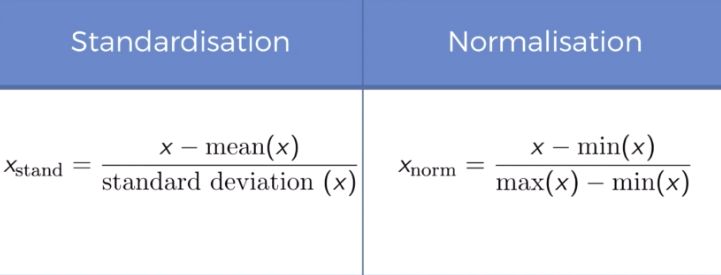 Standardisation
Normalisation
x_stand = (x − mean(x)) / (standard deviation (x))
x_norm = (x − min(x)) / (max(x) − min(x))